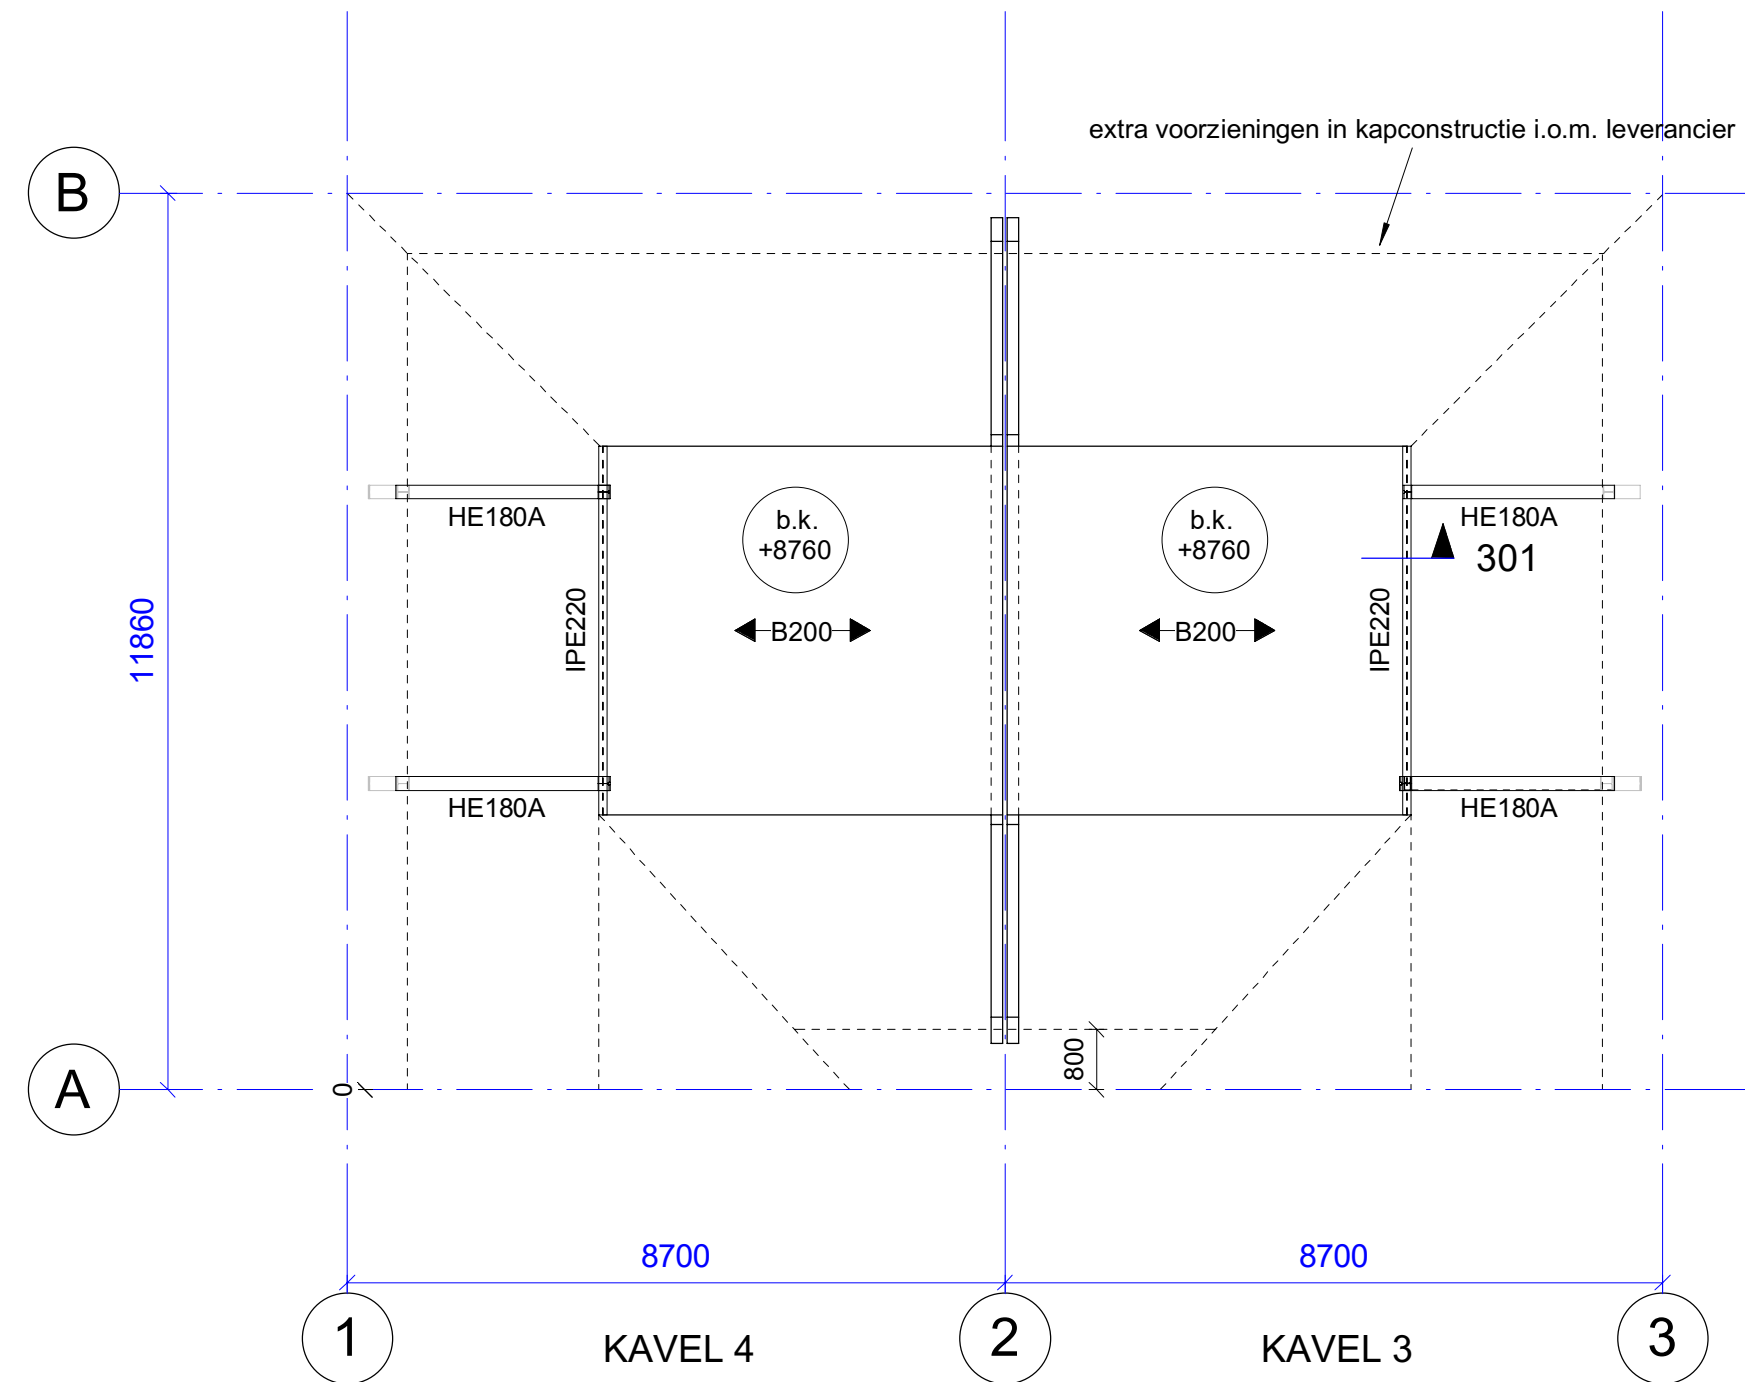 extra voorzieningen in kapconstructie i.o.m. leverancier
B
HE180A
b.k.
+8760
b.k.
+8760
HE180A
301
11860
IPE220
B200
B200
IPE220
HE180A
HE180A
800
A
0
8700
8700
1
KAVEL 4
2
KAVEL 3
3